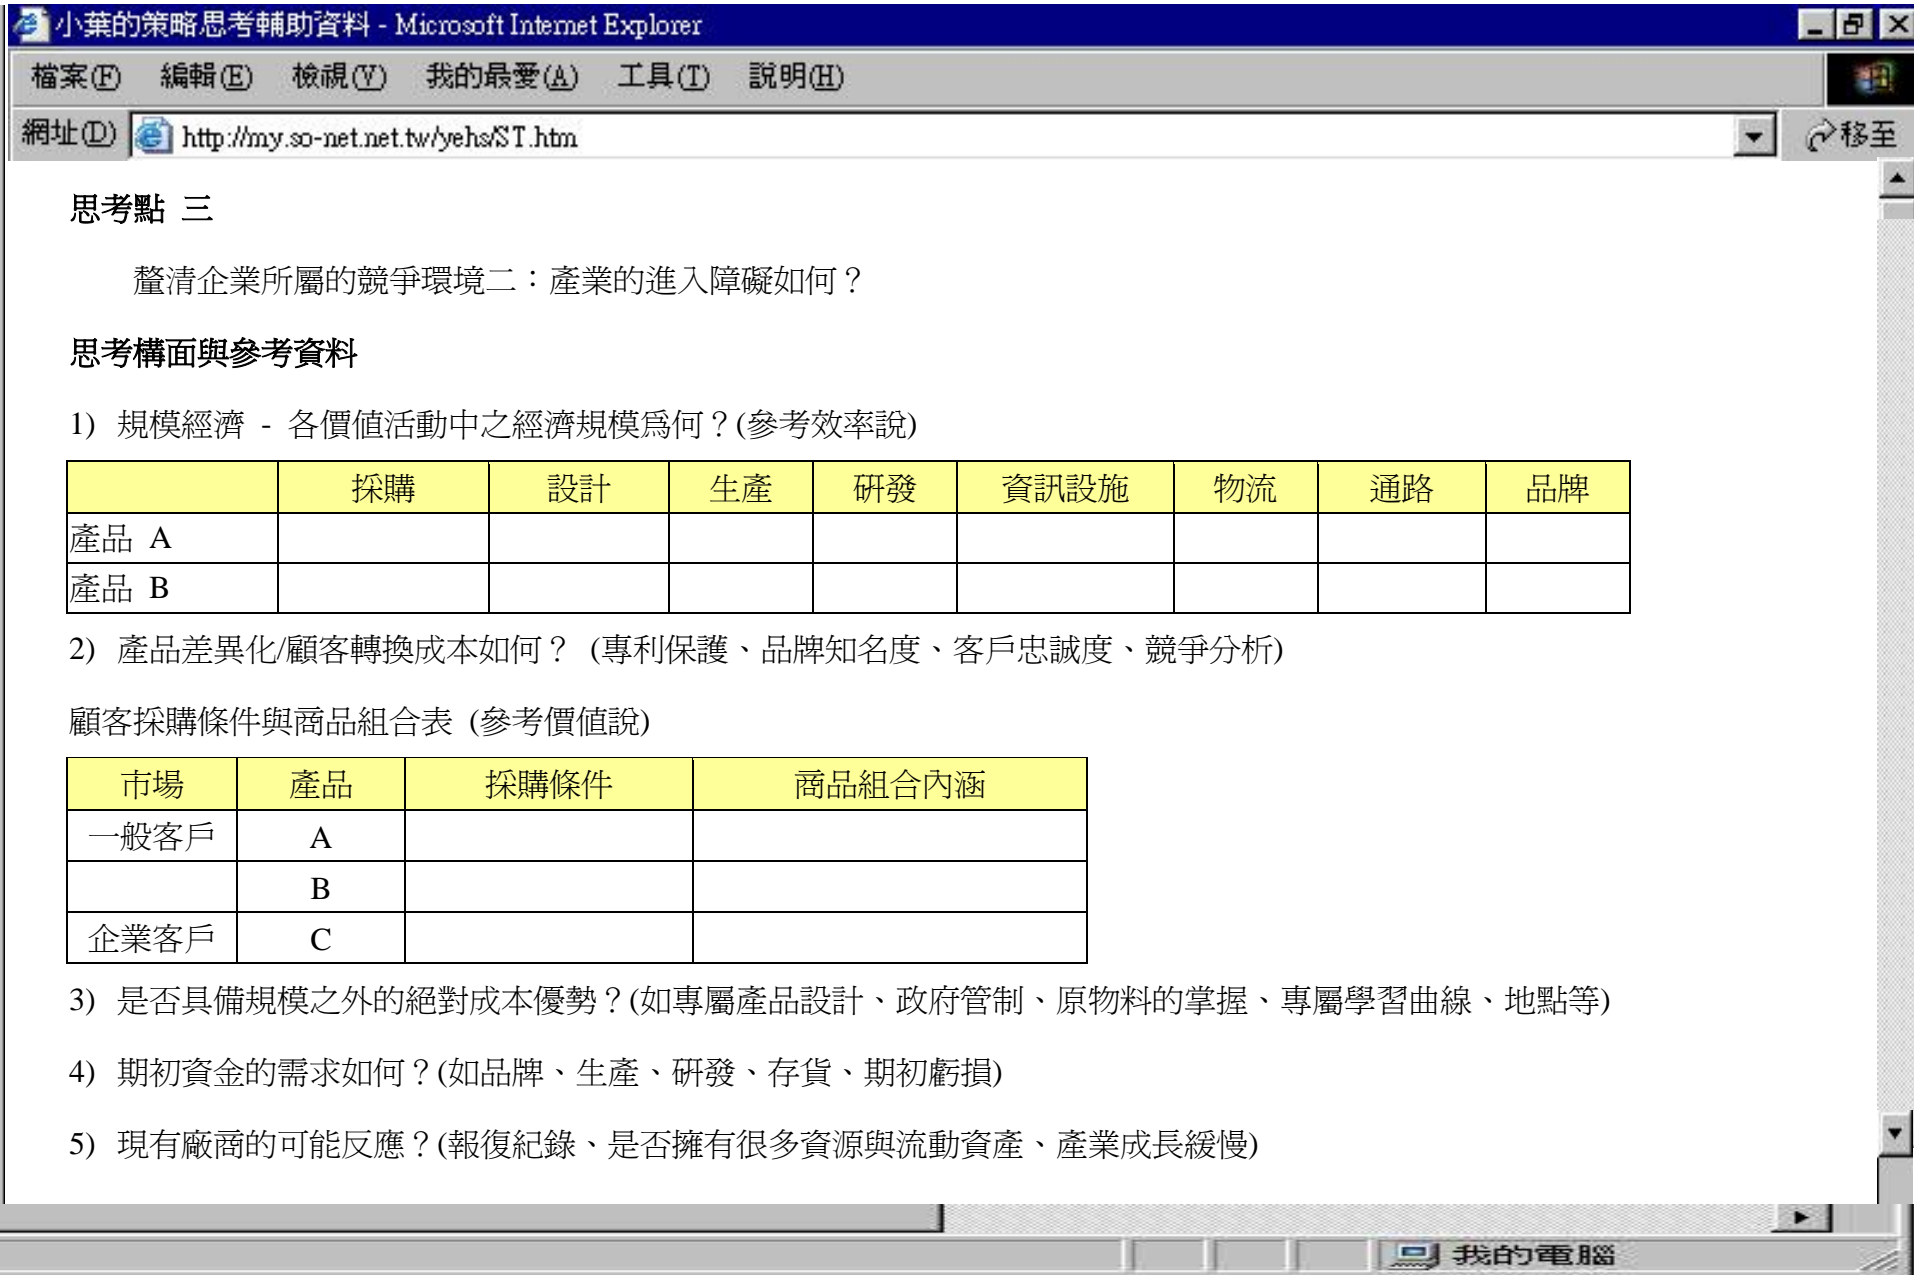 小葉的策略思考輔助資料 - Microsoft Internet Explorer
檔案(F) 編輯(E) 檢視(V) 我的最愛(A) 工具(T) 說明(H)
網址(D) http://my.so-net.net.tw/yehs/ST.htm 移至
思考點 三
釐清企業所屬的競爭環境二：產業的進入障礙如何？
思考構面與參考資料
1) 規模經濟 - 各價值活動中之經濟規模為何？(參考效率說)
採購 設計 生產 研發 資訊設施 物流 通路 品牌
產品 A
產品 B
2) 產品差異化/顧客轉換成本如何？ (專利保護、品牌知名度、客戶忠誠度、競爭分析)
顧客採購條件與商品組合表 (參考價值說)
市場 產品 採購條件 商品組合內涵
一般客戶 A
B
企業客戶 C
3) 是否具備規模之外的絕對成本優勢？(如專屬產品設計、政府管制、原物料的掌握、專屬學習曲線、地點等)
4) 期初資金的需求如何？(如品牌、生產、研發、存貨、期初虧損)
5) 現有廠商的可能反應？(報復紀錄、是否擁有很多資源與流動資產、產業成長緩慢)
我的電腦